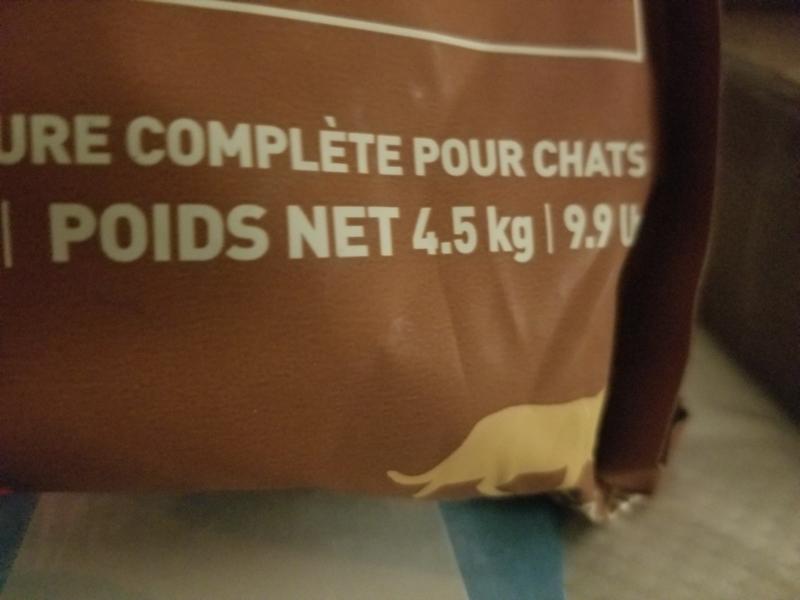 URE COMPLÈTE POUR CHATS
| POIDS NET 4.5 kg | 9.9